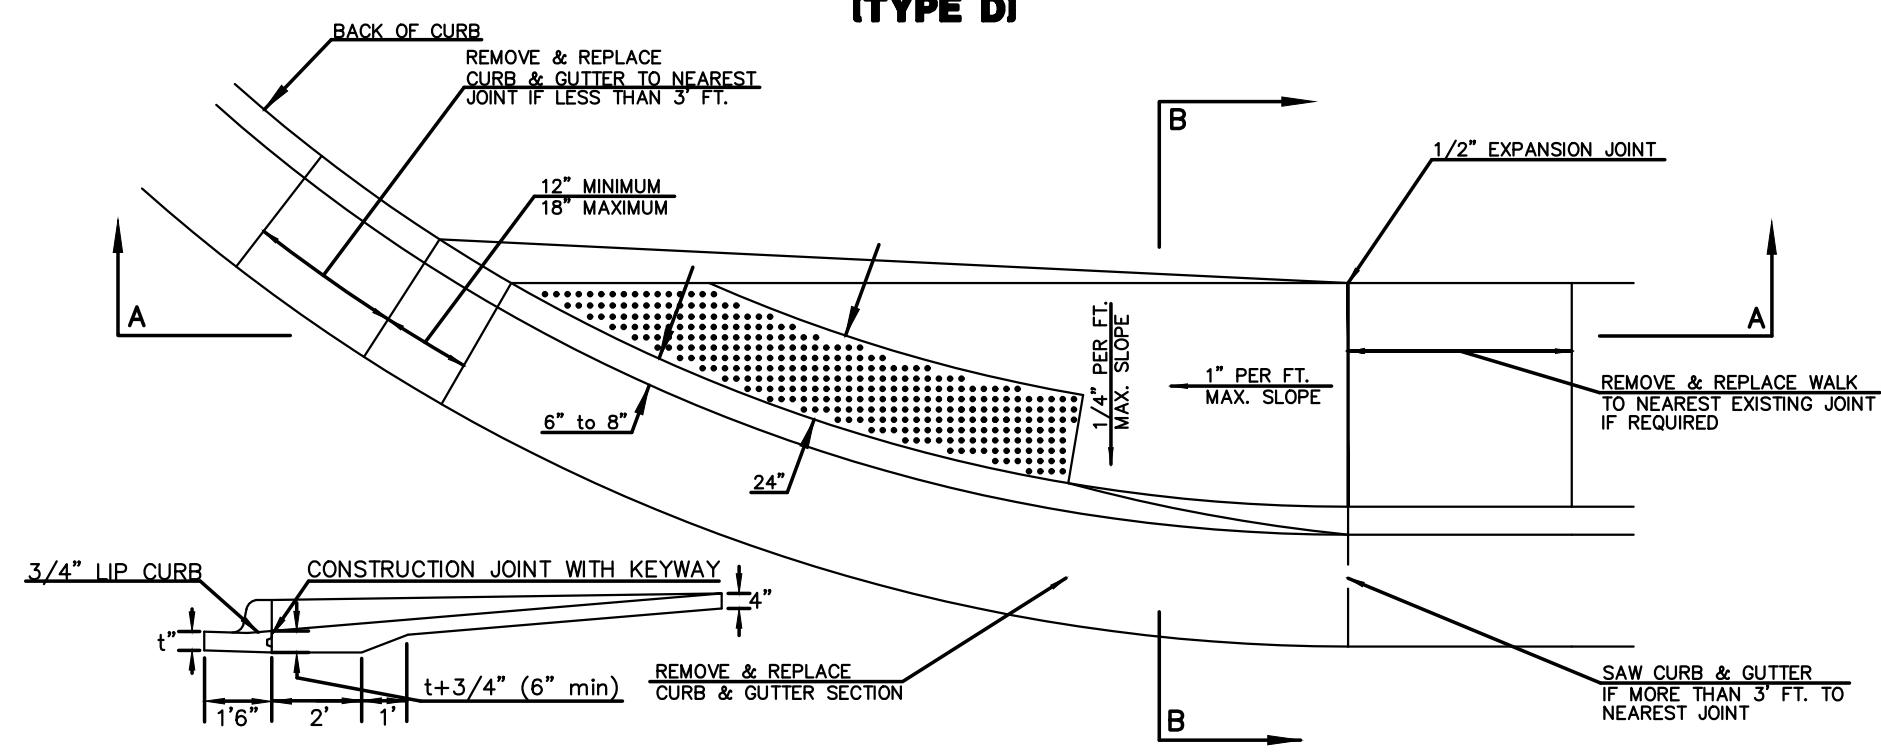 (TYPE D)
BACK OF CURB
REMOVE & REPLACE
CURB & GUTTER TO NEAREST
JOINT IF LESS THAN 3' FT.
B
1/2" EXPANSION JOINT
12" MINIMUM
18" MAXIMUM
A
A
1/4" PER FT.
MAX. SLOPE
1" PER FT.
MAX. SLOPE
REMOVE & REPLACE WALK
TO NEAREST EXISTING JOINT
IF REQUIRED
6" to 8"
24"
3/4" LIP CURB
CONSTRUCTION JOINT WITH KEYWAY
4"
t"
t+3/4" (6" min)
1'6"
2'
1'
REMOVE & REPLACE
CURB & GUTTER SECTION
SAW CURB & GUTTER
IF MORE THAN 3' FT. TO
NEAREST JOINT
B